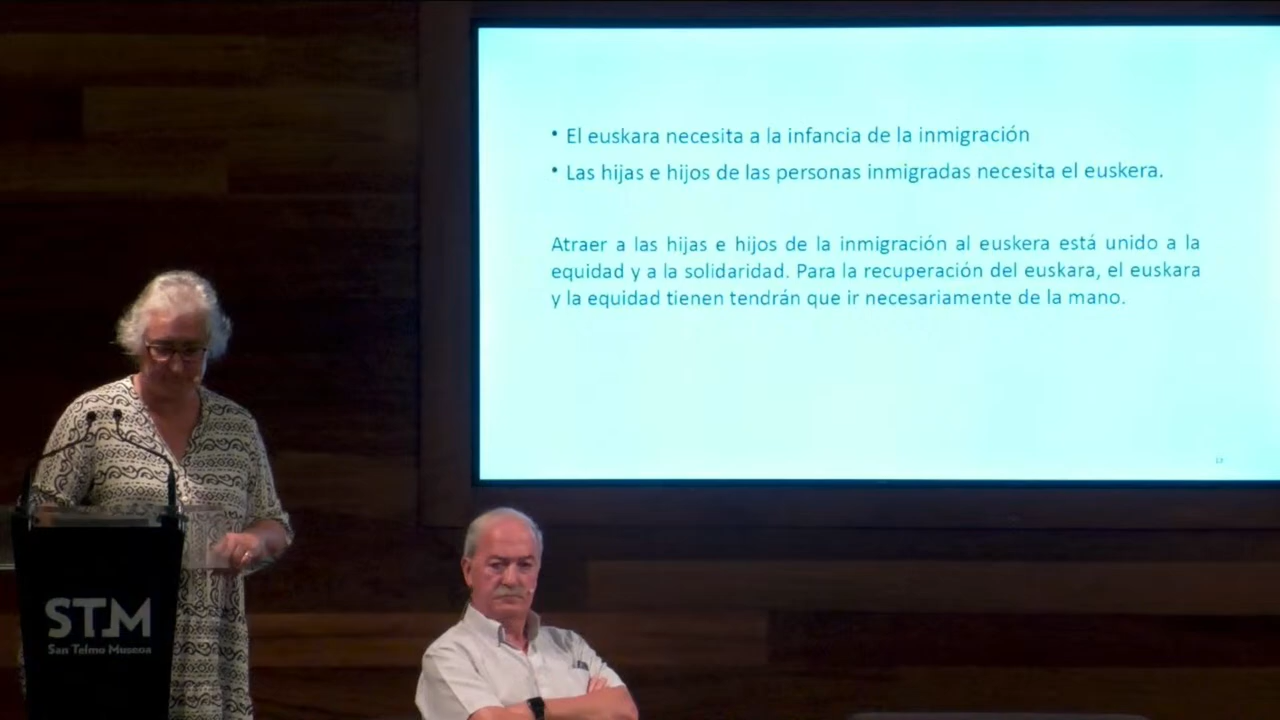 • El euskara necesita a la infancia de la inmigración
• Las hijas e hijos de las personas inmigradas necesita el euskera.
Atraer a las hijas e hijos de la inmigración al euskera está unido a la
equidad y a la solidaridad. Para la recuperación del euskara, el euskara
y la equidad tienen tendrán que ir necesariamente de la mano.
STM
San Telmo Museoa